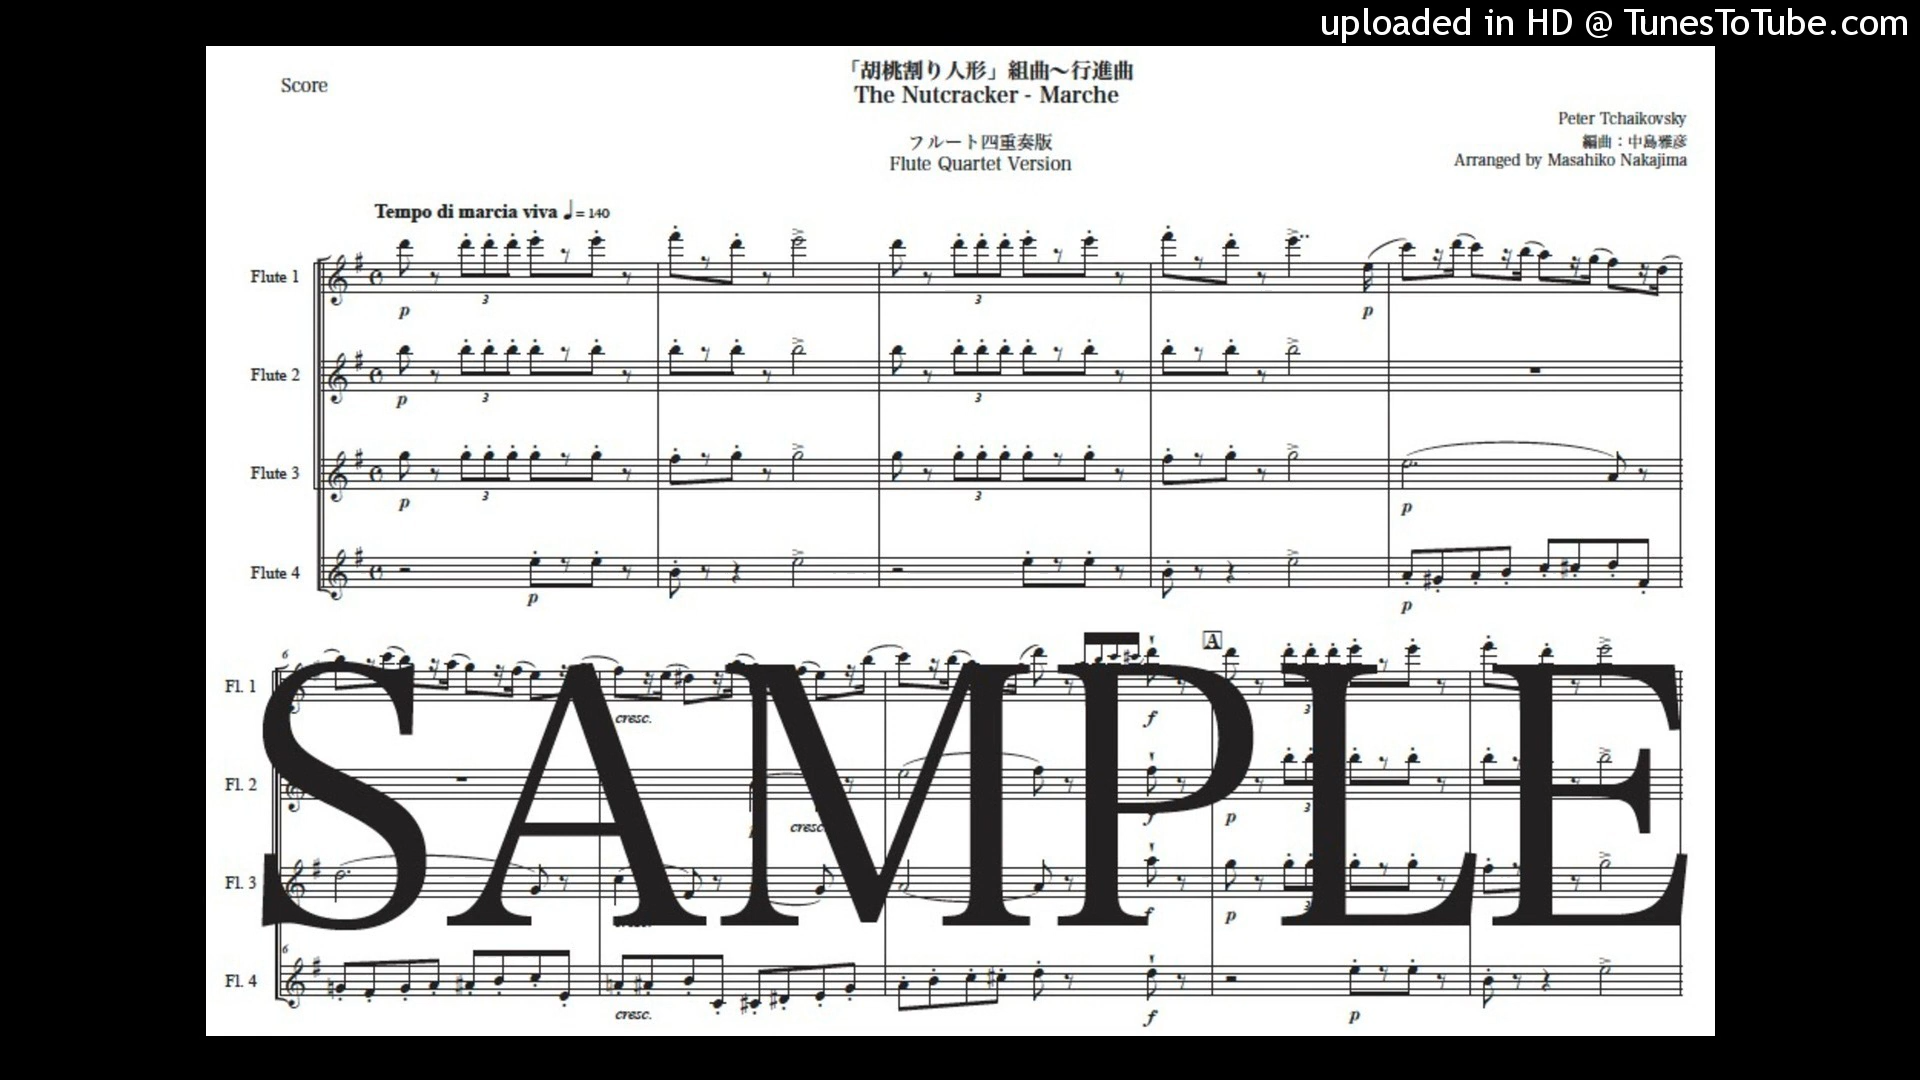 uploaded in HD @ TunesToTube.com
Score
「胡桃割り人形」組曲～行進曲
The Nutcracker - Marche
フルート四重奏版
Flute Quartet Version
Peter Tchaikovsky
編曲：中島雅彦
Arranged by Masahiko Nakajima
Tempo di marcia viva ♩= 140
Flute 1
3
3
p
p
Flute 2
p
3
3
Flute 3
p
3
3
p
Flute 4
p
p
6
A
Fl. 1
cresc.
f
3
Fl. 2
cresc.
f
p
3
Fl. 3
f
p
3
6
Fl. 4
cresc.
f
p
SAMPLE